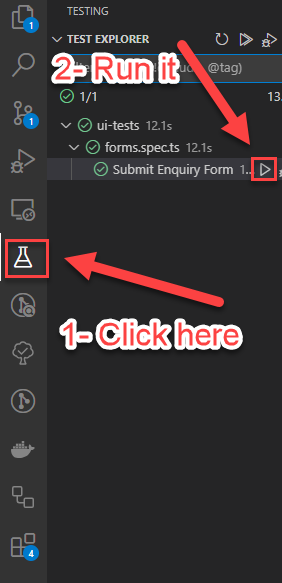 TESTING
1
TEST EXPLORER
2- Run it
@tag)
1/1
13.
1
ui-tests 12.1s
forms.spec.ts 12.1s
Submit Enquiry Form 1...
1- Click here
4